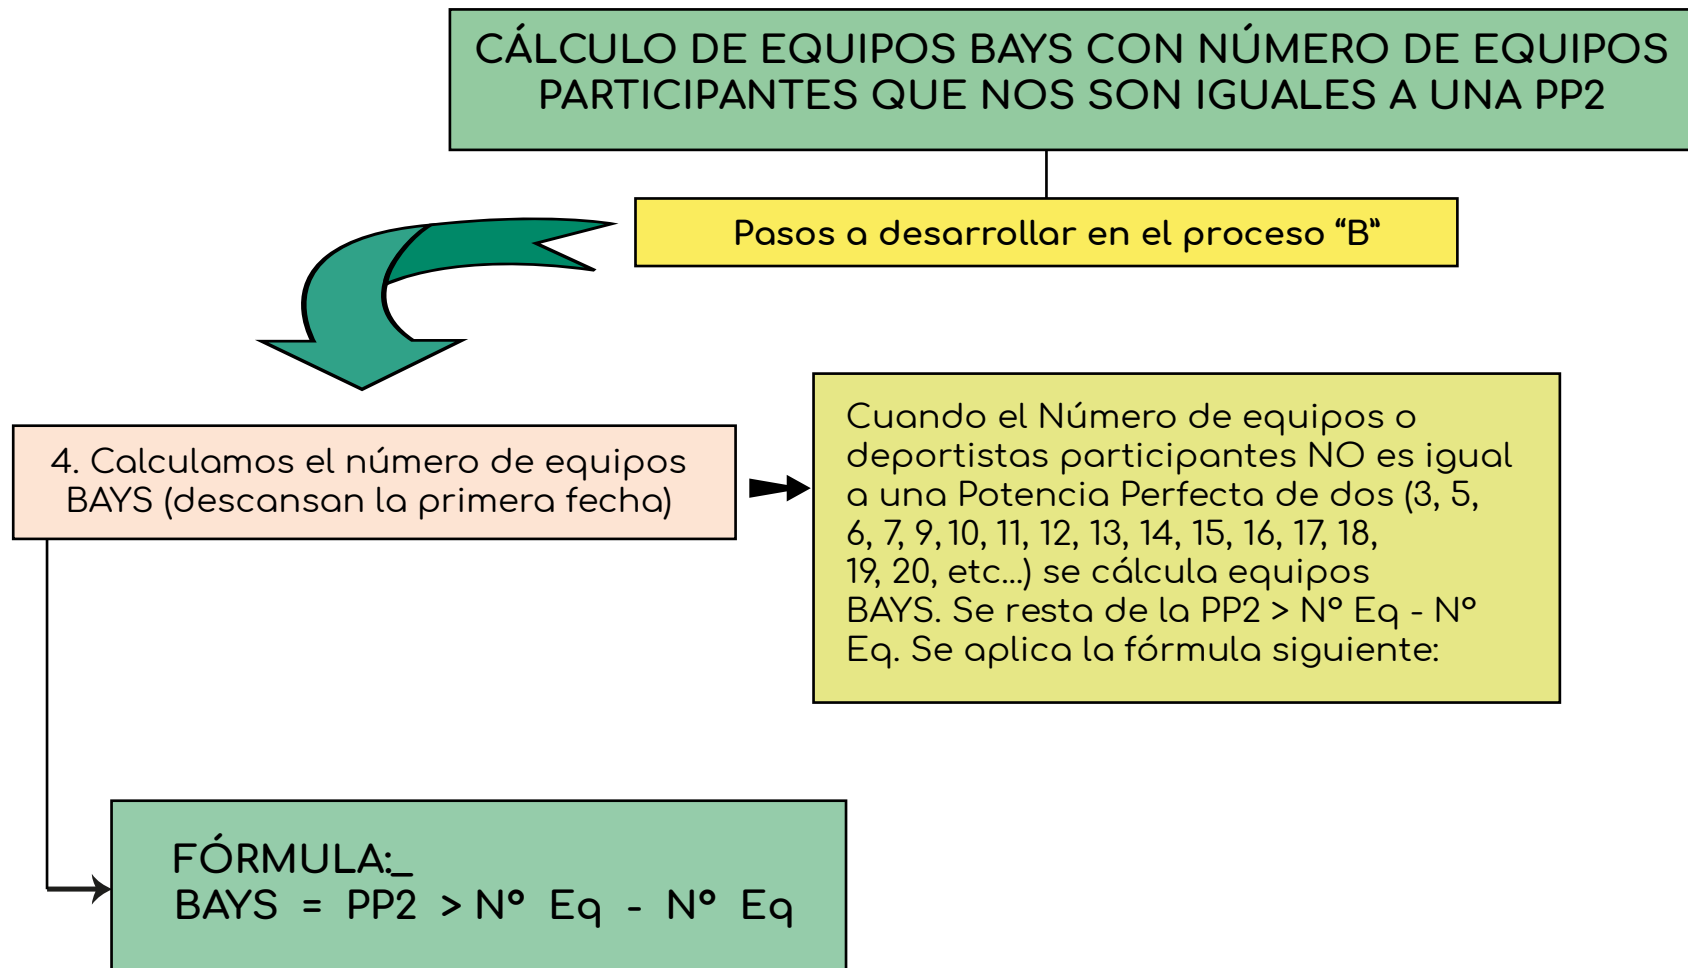 CÁLCULO DE EQUIPOS BAYS CON NÚMERO DE EQUIPOS
PARTICIPANTES QUE NOS SON IGUALES A UNA PP2
Pasos a desarrollar en el proceso “B”
4. Calculamos el número de equipos
BAYS (descansan la primera fecha)
Cuando el Número de equipos o
deportistas participantes NO es igual
a una Potencia Perfecta de dos (3, 5,
6, 7, 9, 10, 11, 12, 13, 14, 15, 16, 17, 18,
19, 20, etc...) se cálcula equipos
BAYS. Se resta de la PP2 > Nº Eq - Nº
Eq. Se aplica la fórmula siguiente:
FÓRMULA:_
BAYS = PP2 > Nº Eq - Nº Eq